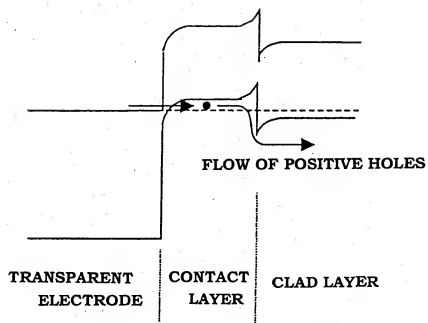 FLOW OF POSITIVE HOLES
TRANSPARENT ELECTRODE
CONTACT LAYER
CLAD LAYER